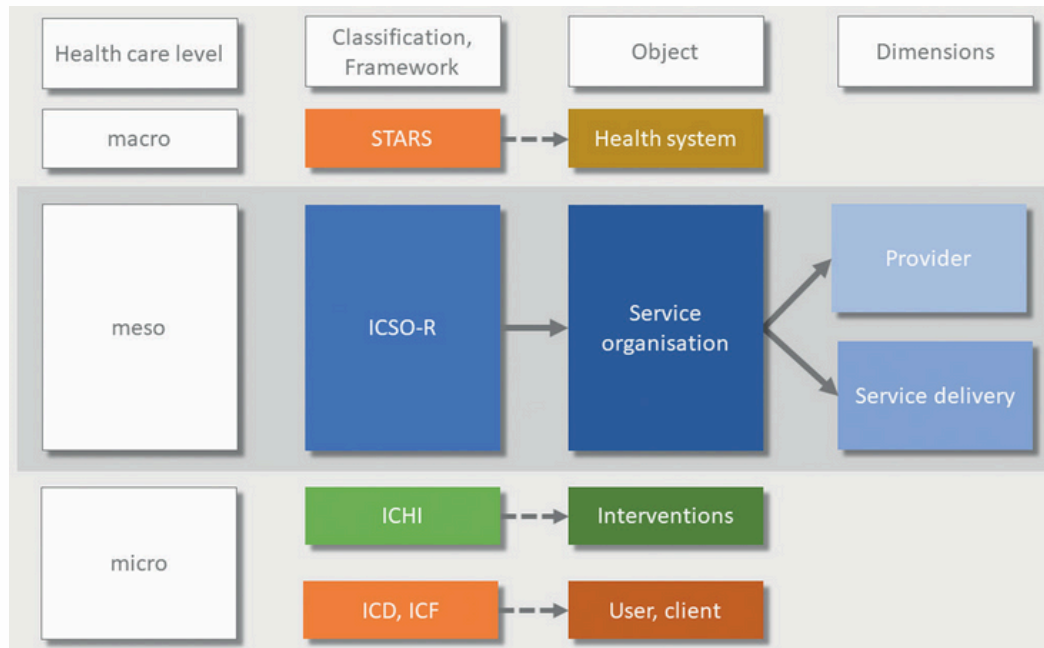 Health care level
Classification,
Framework
Object
Dimensions
macro
STARS
Health system
meso
ICSO-R
Service
organisation
Provider
Service delivery
micro
ICHI
Interventions
ICD, ICF
User, client